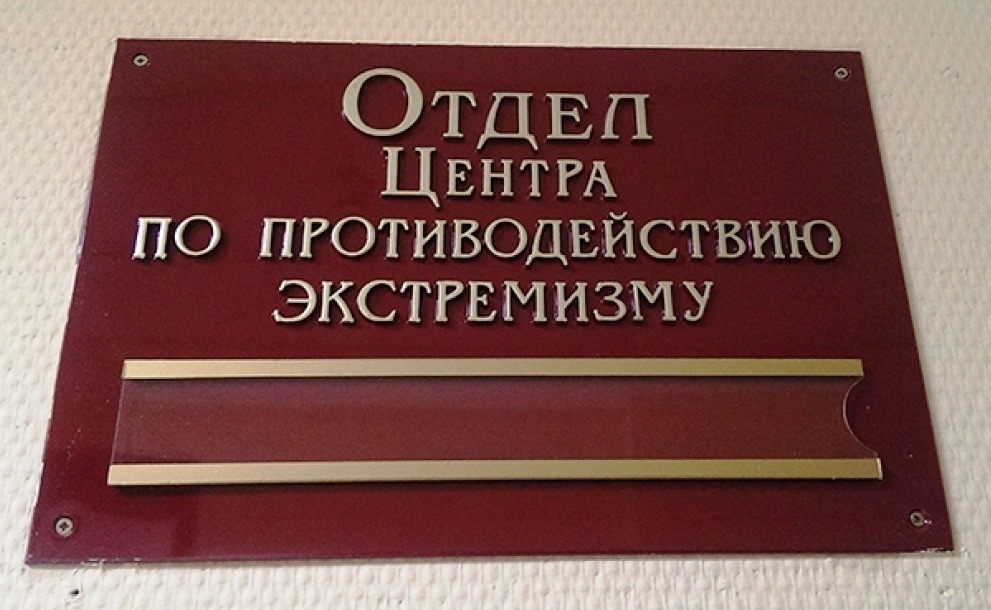 Отдел
Центра
по противодействию
экстремизму